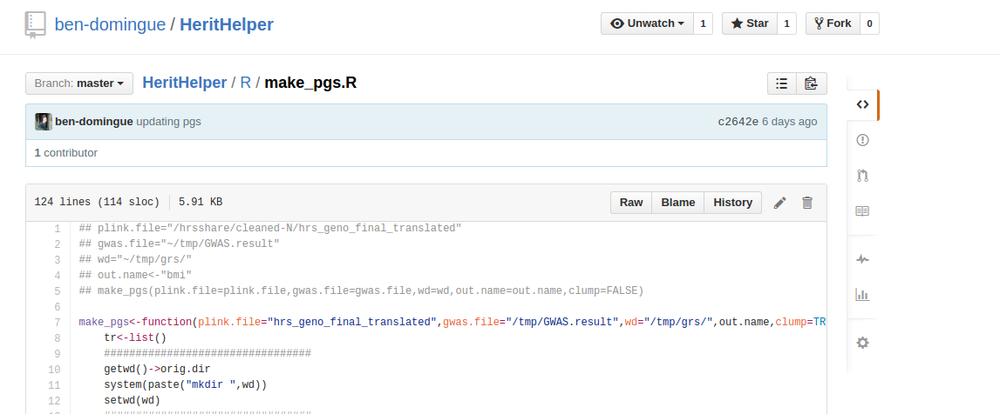 ben-domingue / HeritHelper
Unwatch 1 Star 1 Fork 0
Branch: master HeritHelper / R / make_pgs.R
ben-domingue updating pgs c2642e 6 days ago
1 contributor
124 lines (114 sloc) 5.91 KB Raw Blame History
1 ## plink.file="/hrsshare/cleaned-N/hrs_geno_final_translated"
2 ## gwas.file="~/tmp/GWAS.result"
3 ## wd="~/tmp/grs/"
4 ## out.name<-"bmi"
5 ## make_pgs(plink.file=plink.file,gwas.file=gwas.file,wd=wd,out.name=out.name,clump=FALSE)
6
7 make_pgs<-function(plink.file="hrs_geno_final_translated",gwas.file="/tmp/GWAS.result",wd="/tmp/grs/",out.name,clump=TR
8 tr<-list()
9 #################################
10 getwd()->orig.dir
11 system(paste("mkdir ",wd))
12 setwd(wd)